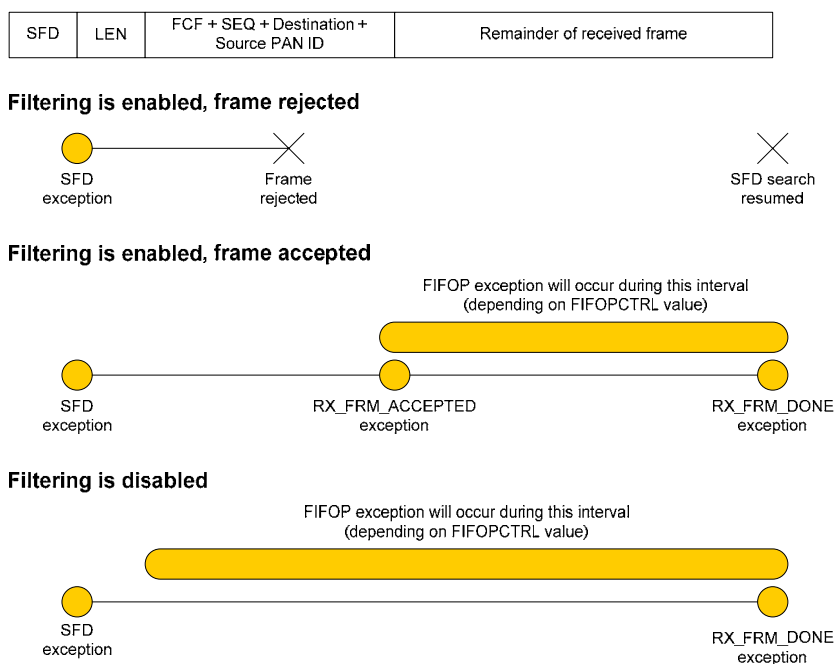 SFD
LEN
FCF + SEQ + Destination +
Source PAN ID
Remainder of received frame
Filtering is enabled, frame rejected
SFD
exception
Frame
rejected
SFD search
resumed
Filtering is enabled, frame accepted
FIFOP exception will occur during this interval
(depending on FIFOPCTRL value)
SFD
exception
RX_FRM_ACCEPTED
exception
RX_FRM_DONE
exception
Filtering is disabled
FIFOP exception will occur during this interval
(depending on FIFOPCTRL value)
SFD
exception
RX_FRM_DONE
exception